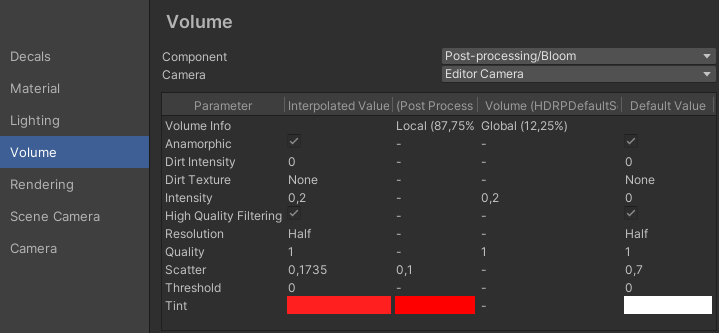 Volume
Decals
Material
Lighting
Volume
Rendering
Scene Camera
Camera
Component Post-processing/Bloom
Camera Editor Camera
Parameter Interpolated Value (Post Process Volume (HDRPDefaultS Default Value
Volume Info Local (87,75% Global (12,25%)
Anamorphic - -
Dirt Intensity 0 - - 0
Dirt Texture None - - None
Intensity 0,2 - 0,2 0
High Quality Filtering - -
Resolution Half - - Half
Quality 1 - 1 1
Scatter 0,1735 0,1 - 0,7
Threshold 0 - - 0
Tint -